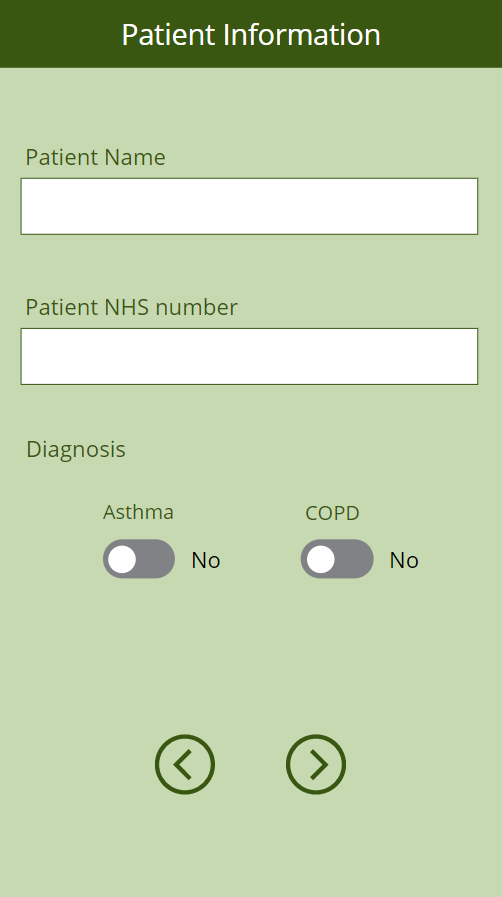 Patient Information
Patient Name
Patient NHS number
Diagnosis
Asthma COPD
No No